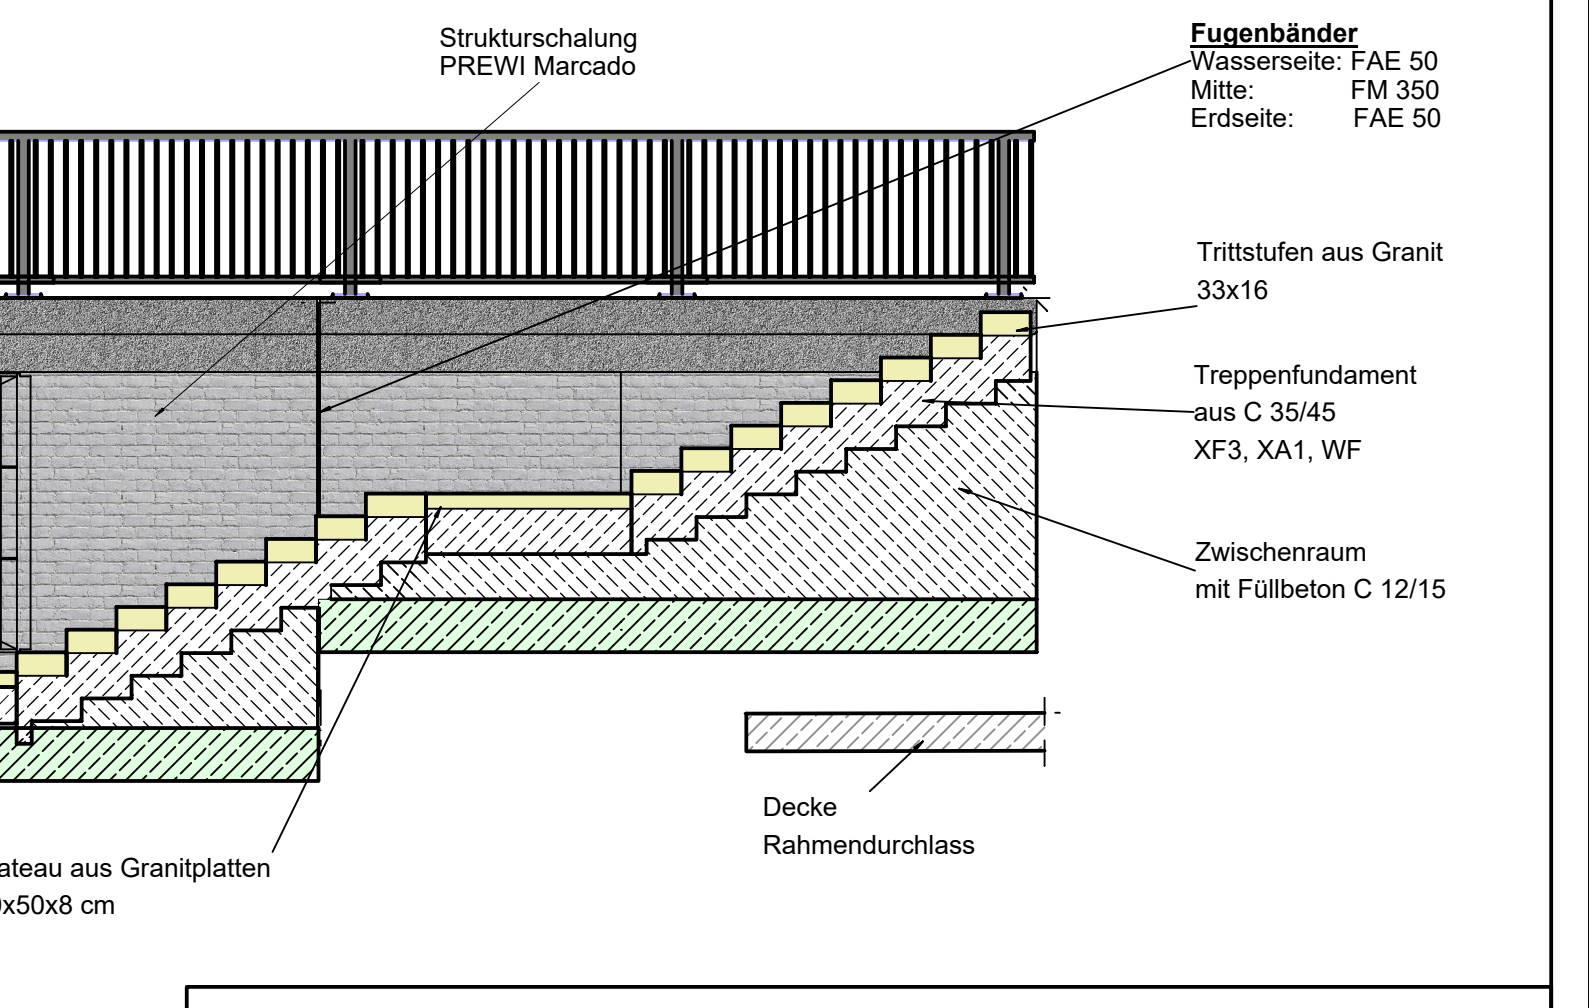 Strukturschalung
PREWI Marcado
Fugenbänder
Wasserseite: FAE 50
Mitte: FM 350
Erdseite: FAE 50
Trittstufen aus Granit
33x16
Treppenfundament
aus C 35/45
XF3, XA1, WF
Zwischenraum
mit Füllbeton C 12/15
Decke
Rahmendurchlass
ateau aus Granitplatten
x50x8 cm